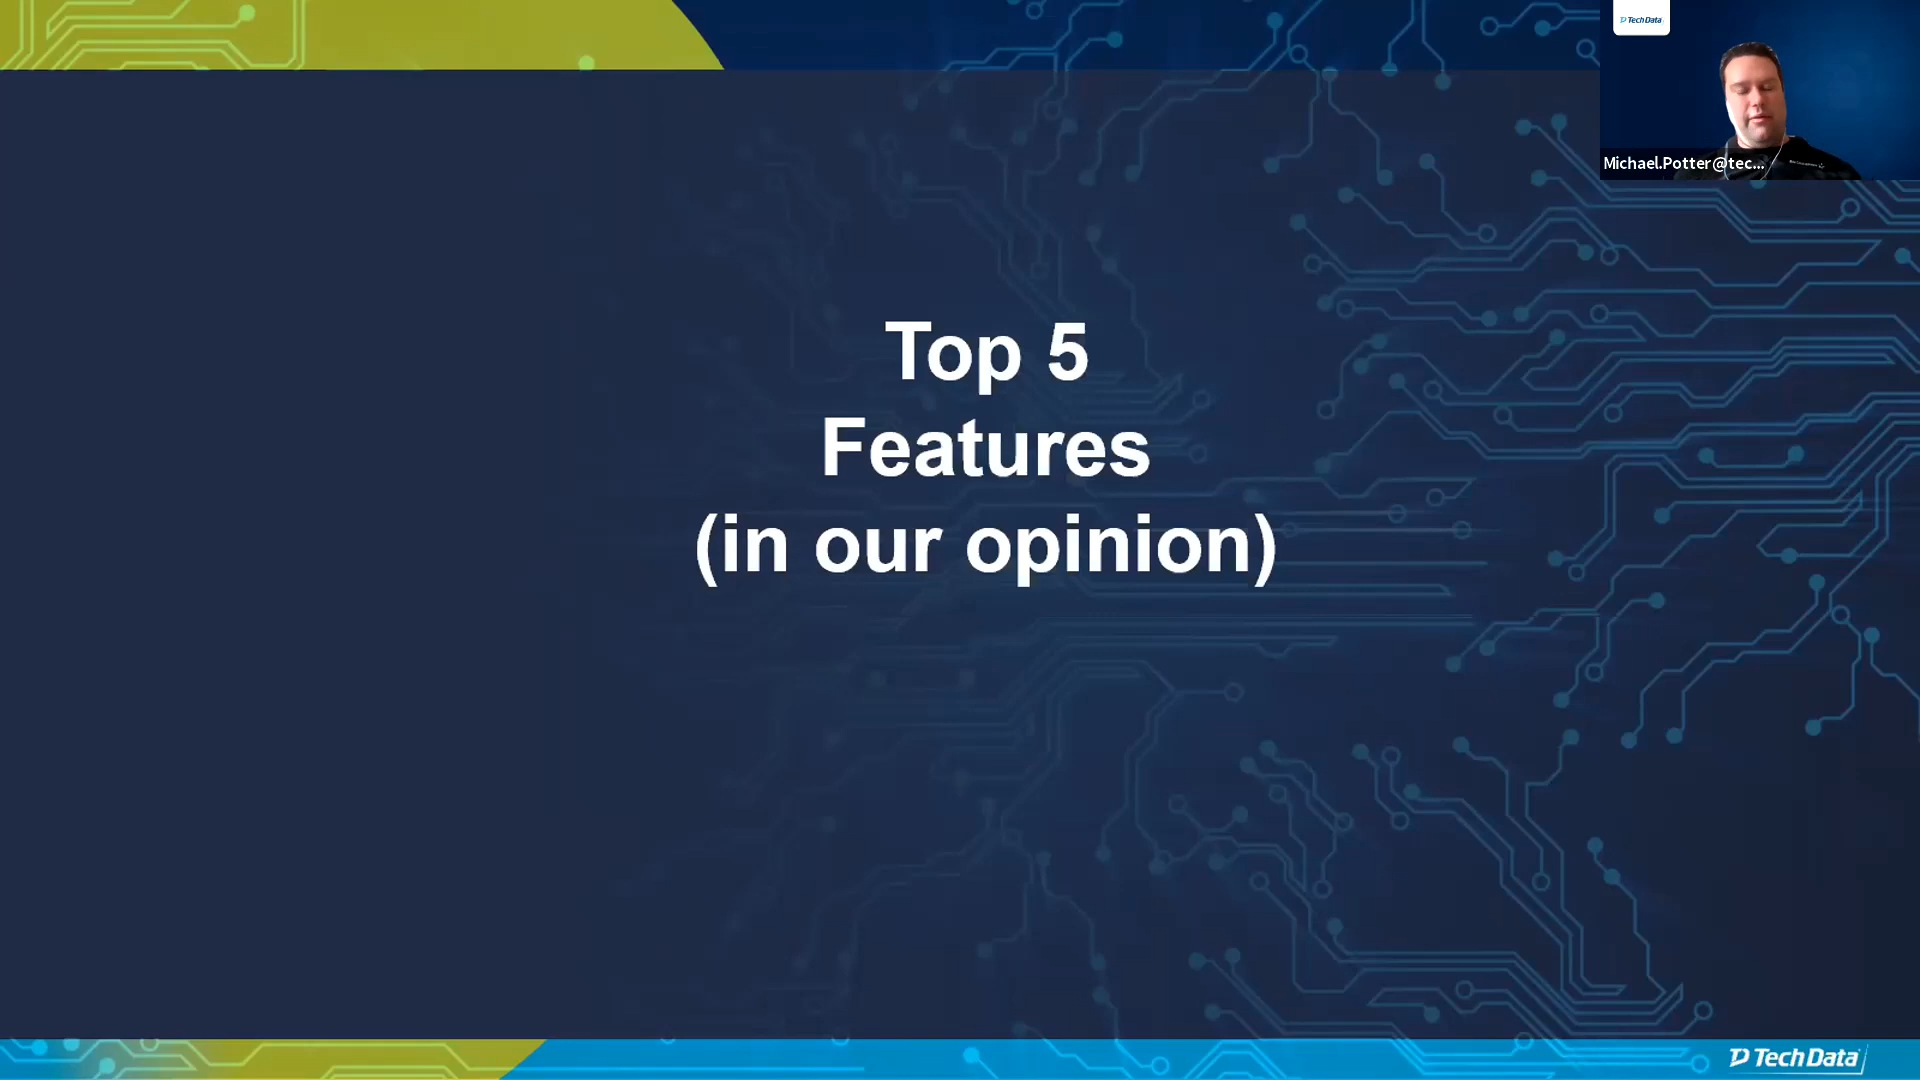 Tech Data
Michael.Potter@tec...
Top 5
Features
(in our opinion)
Tech Data